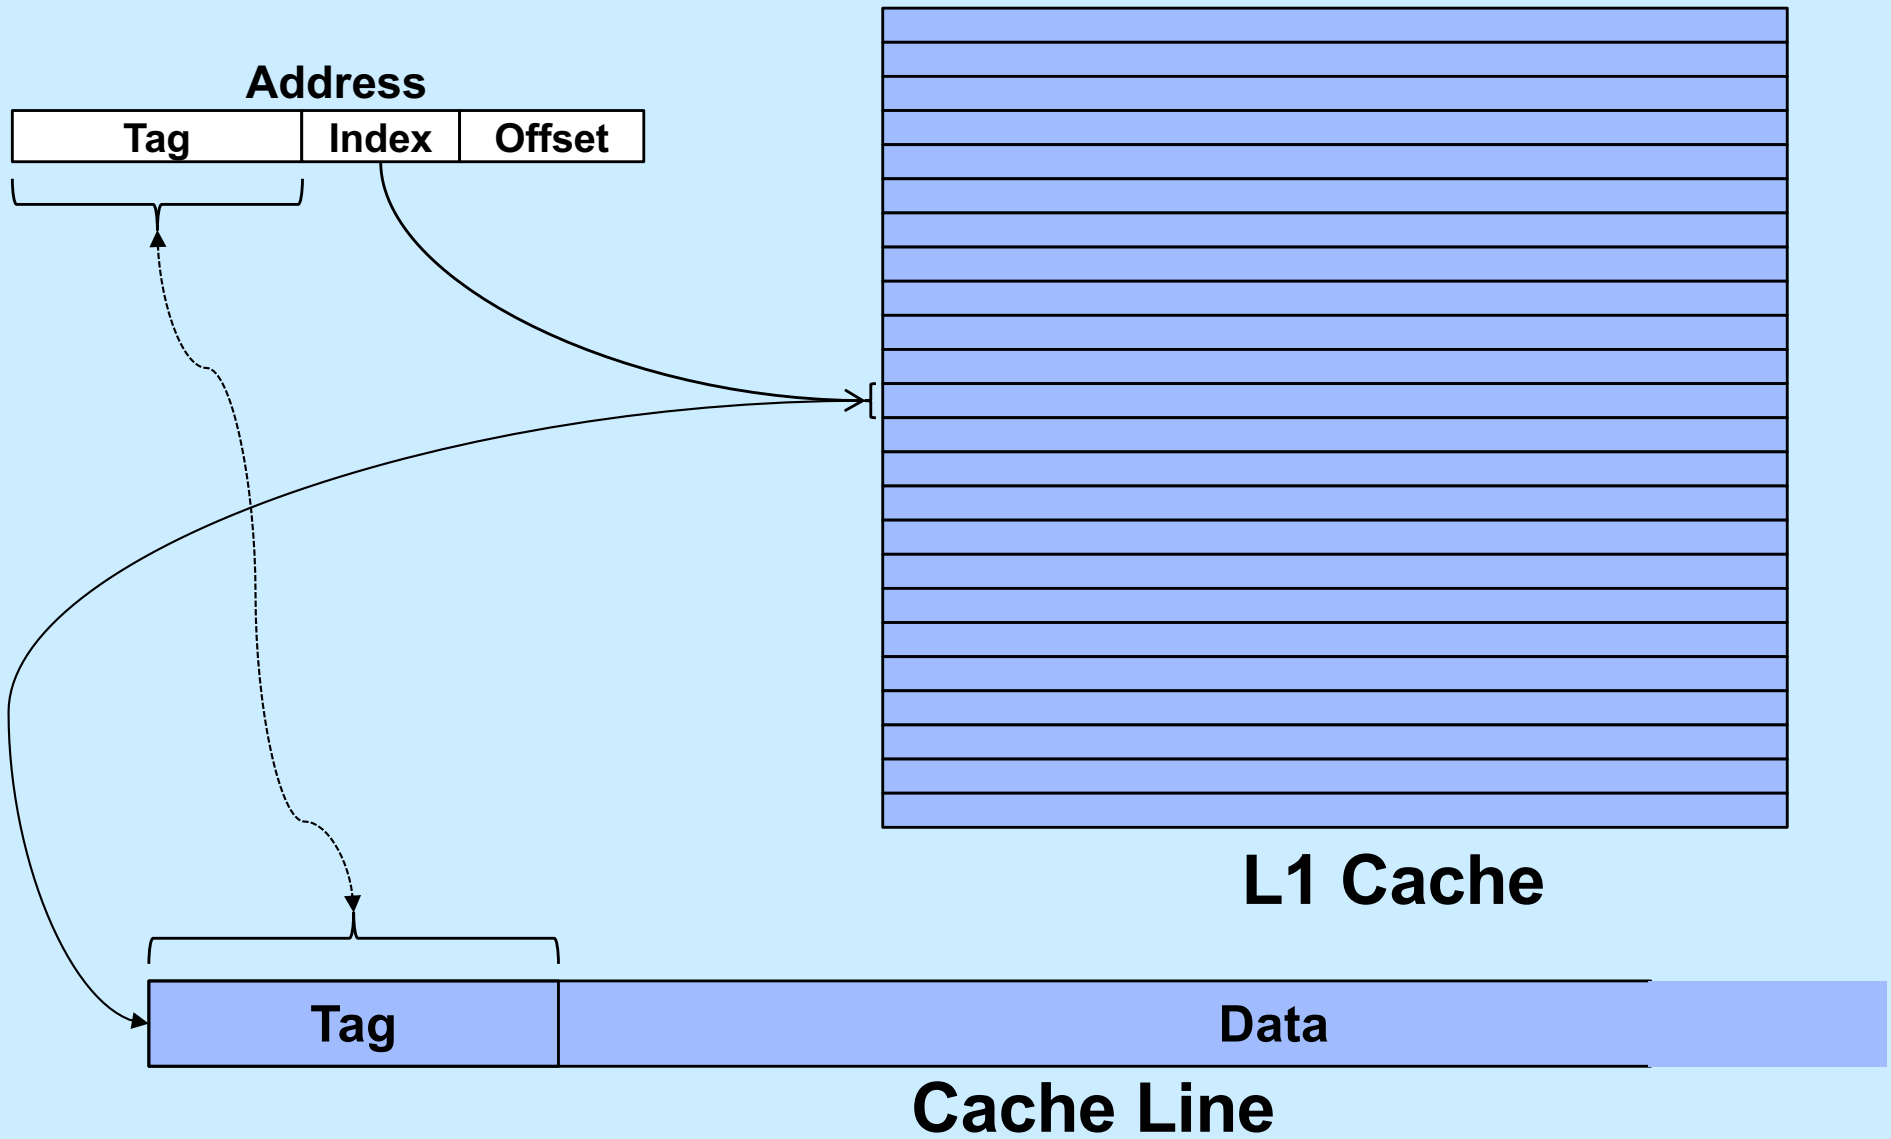 Address
Tag Index Offset
L1 Cache
Tag Data
Cache Line